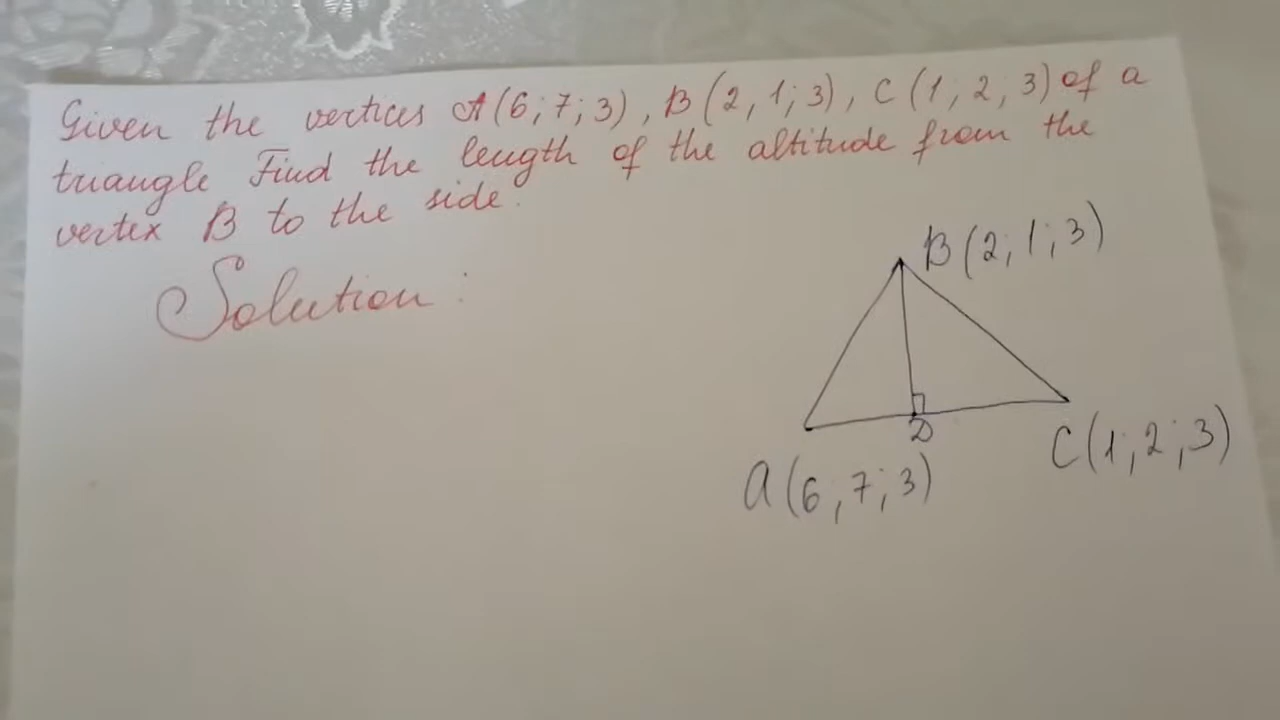 Given the vertices A(6;7;3), B(2,1;3), C(1,2,3) of a
triangle Find the length of the altitude from the
vertex B to the side.
Solution:
B(2;1;3)
D
C(1;2;3)
A(6;7;3)